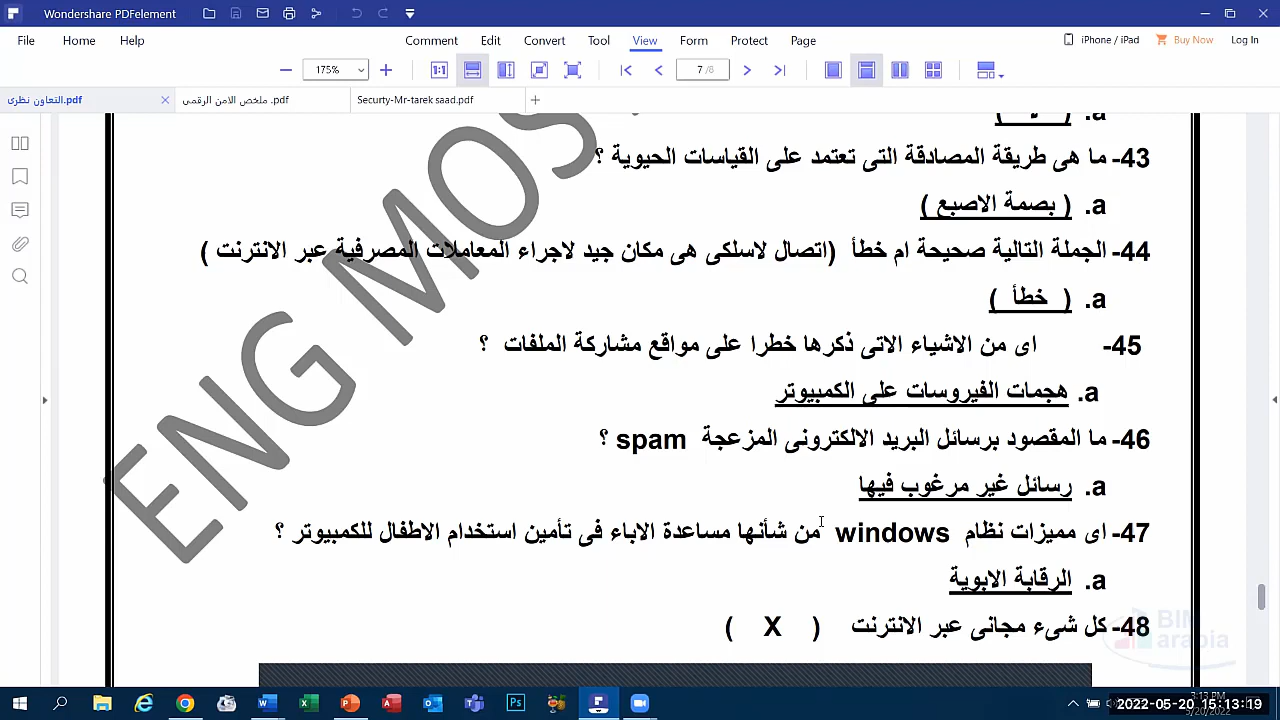 Wondershare PDFelement
File Home Help Comment Edit Convert Tool View Form Protect Page iPhone / iPad Buy Now Log In
175% 7 /8
التعاون نظرى.pdf ملخص الامن الرقمى .pdf Securty-Mr-tarek saad.pdf
43- ما هى طريقة المصادقة التى تعتمد على القياسات الحيوية ؟
a. ( بصمة الاصبع )
44- الجملة التالية صحيحة ام خطأ (اتصال لاسلكى هى مكان جيد لاجراء المعاملات المصرفية عبر الانترنت )
a. ( خطأ )
45- اى من الاشياء الاتى ذكرها خطرا على مواقع مشاركة الملفات ؟
a. هجمات الفيروسات على الكمبيوتر
46- ما المقصود برسائل البريد الالكترونى المزعجة spam ؟
a. رسائل غير مرغوب فيها
47- اى مميزات نظام windows من شأنها مساعدة الاباء فى تأمين استخدام الاطفال للكمبيوتر ؟
a. الرقابة الابوية
48- كل شىء مجانى عبر الانترنت ( X )
ENG MOS
BIM
arabia
3:13 PM
2022-05-20 15:13:19